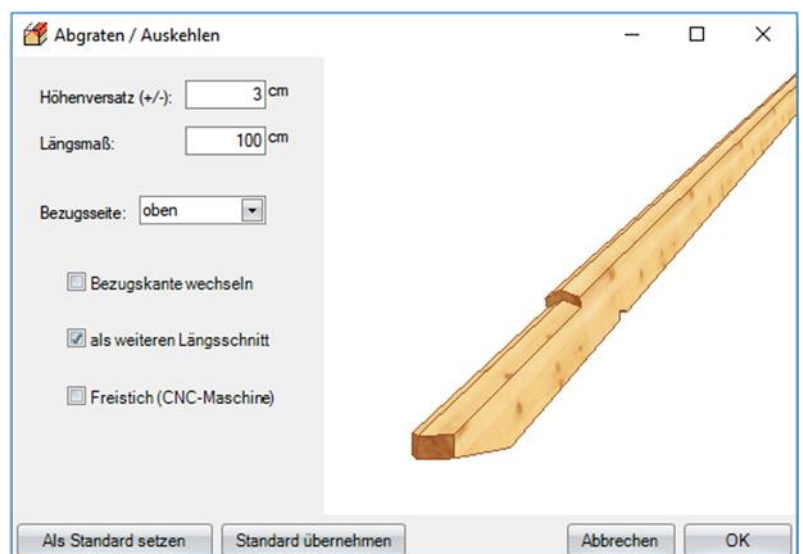 Abgraten / Auskehlen
Höhenversatz (+/-): 3 cm
Längsmaß: 100 cm
Bezugsseite: oben
Bezugskante wechseln
als weiteren Längsschnitt
Freistich (CNC-Maschine)
Als Standard setzen Standard übernehmen Abbrechen OK